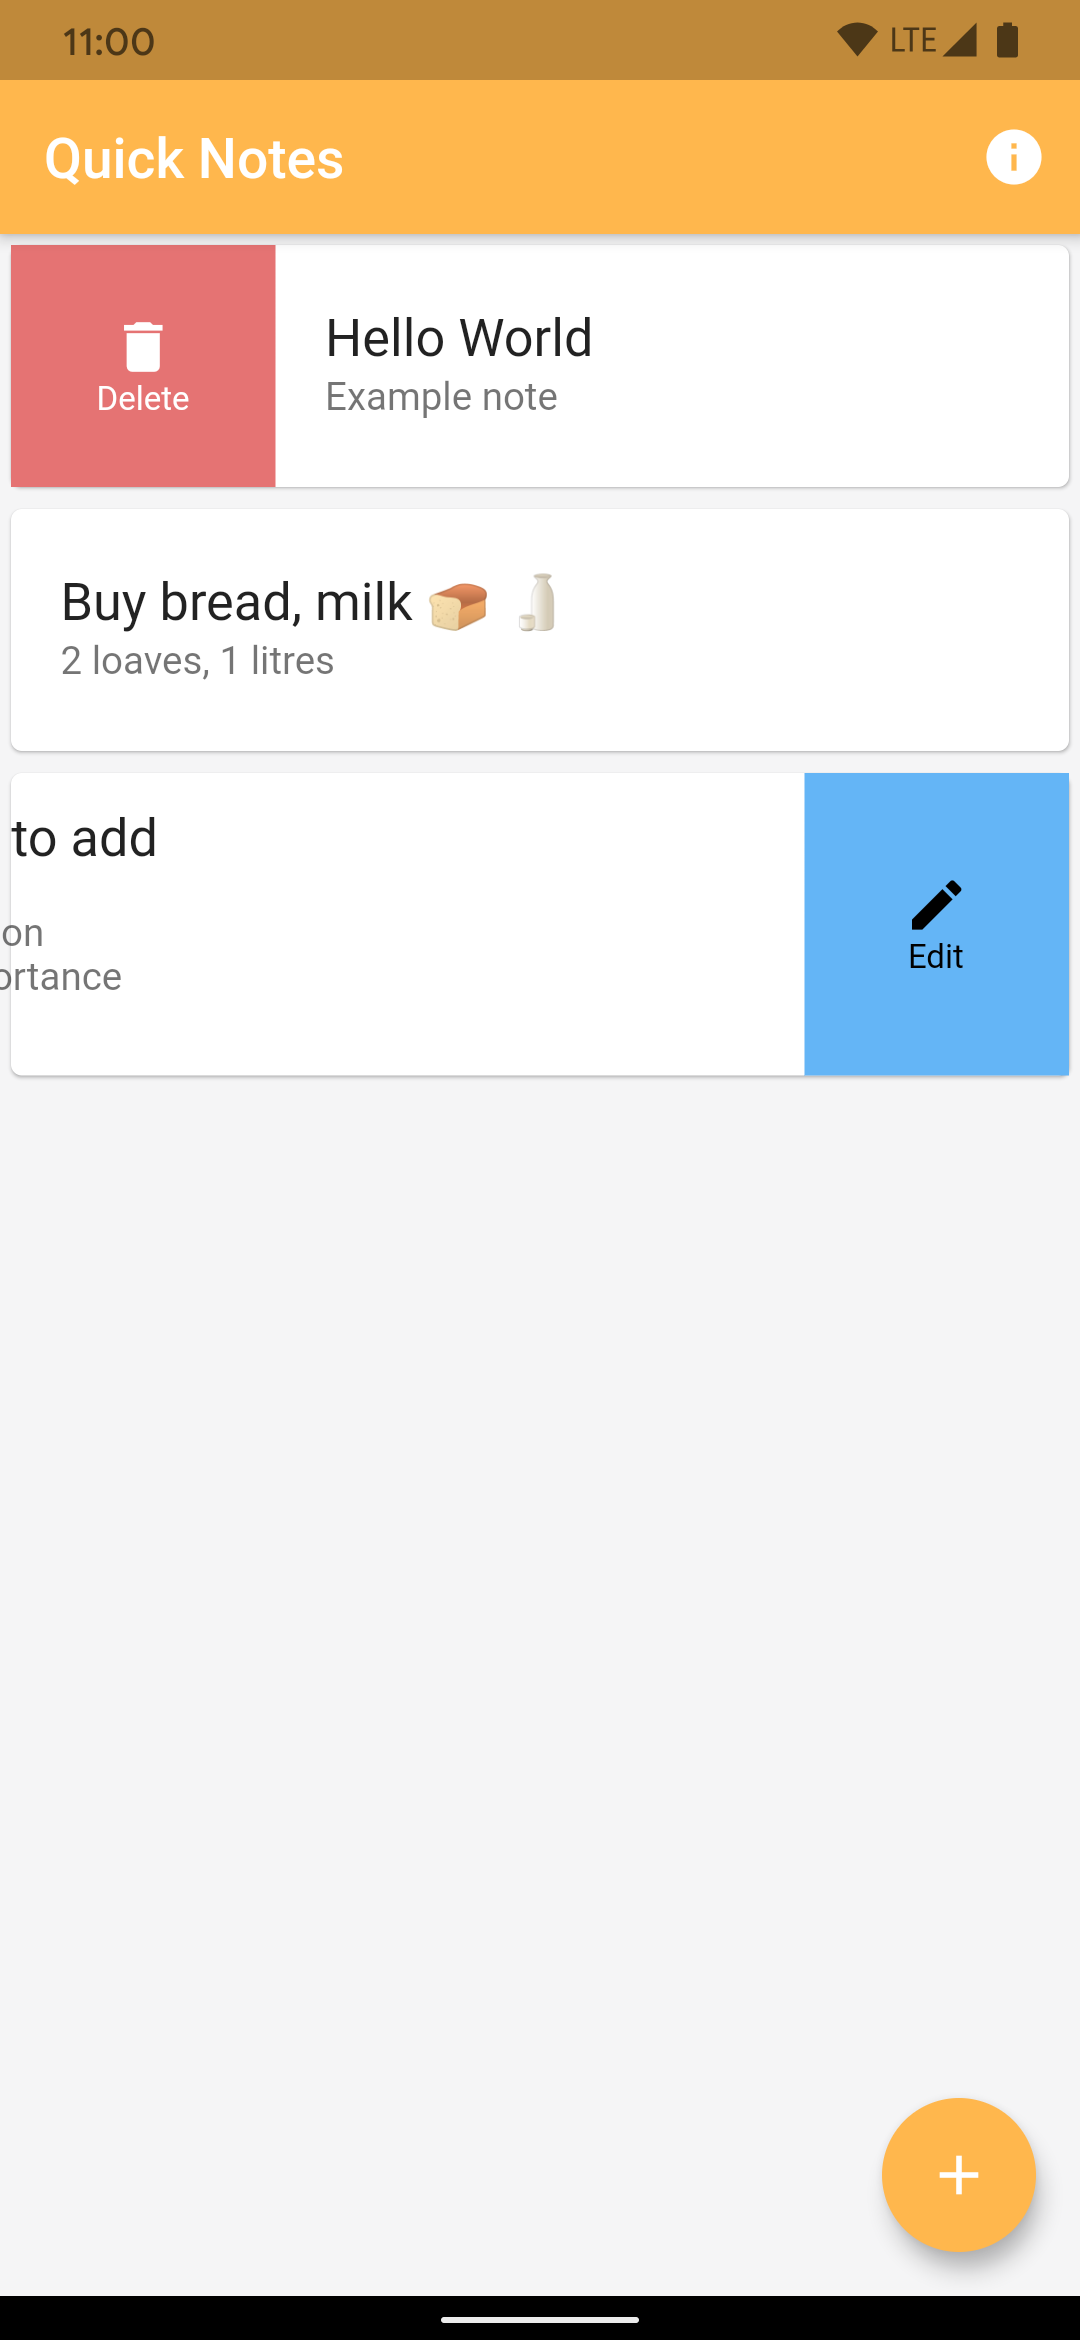 11:00 LTE
Quick Notes
Delete
Hello World
Example note
Buy bread, milk 🍞 🥛
2 loaves, 1 litres
to add
on
ortance
Edit